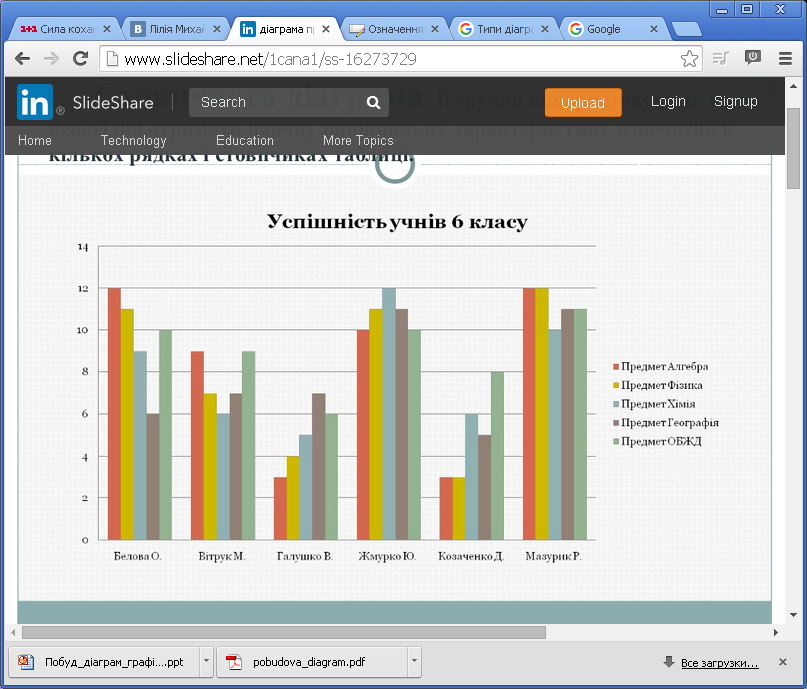 Сила кохан
Лілія Михай
діаграма п
Означення
Типи діагр
Google
www.slideshare.net/1cana1/ss-16273729
in ® SlideShare
Search
Upload
Login
Signup
Home
Technology
Education
More Topics
кількох рядках і стовпчиках таблиці.
Успішність учнів 6 класу
14
12
10
8
6
4
2
0
Белова О.
Вітрук М.
Галушко В.
Жмурко Ю.
Козаченко Д.
Мазурик Р.
Предмет Алгебра
Предмет Фізика
Предмет Хімія
Предмет Географія
Предмет ОБЖД
Побуд_діаграм_графі....ppt
pobudova_diagram.pdf
Все загрузки...